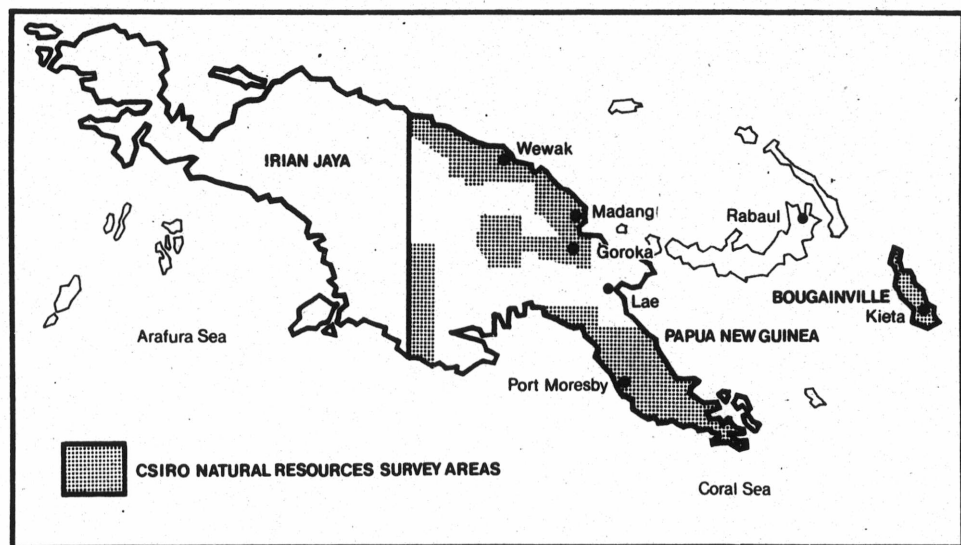 IRIAN JAYA
Wewak
Madang
Goroka
Rabaul
Lae
BOUGAINVILLE
Kieta
Arafura Sea
PAPUA NEW GUINEA
Port Moresby
CSIRO NATURAL RESOURCES SURVEY AREAS
Coral Sea